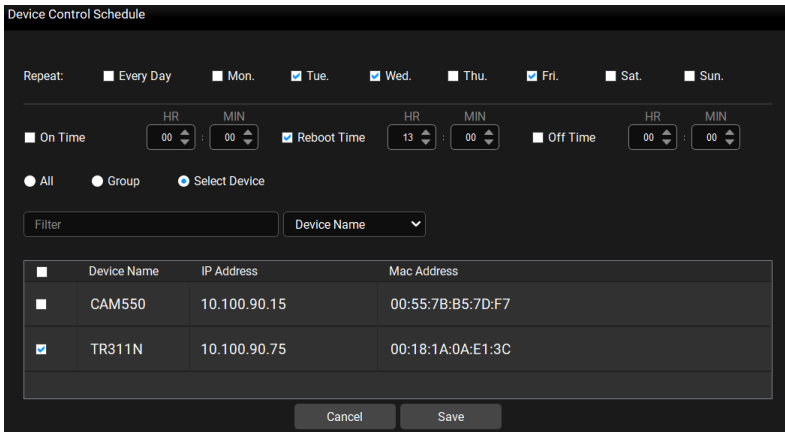 Device Control Schedule
Repeat: Every Day Mon. Tue. Wed. Thu. Fri. Sat. Sun.
HR MIN HR MIN HR MIN
On Time 00 : 00 Reboot Time 13 : 00 Off Time 00 : 00
All Group Select Device
Filter Device Name
Device Name IP Address Mac Address
CAM550 10.100.90.15 00:55:7B:B5:7D:F7
TR311N 10.100.90.75 00:18:1A:0A:E1:3C
Cancel Save